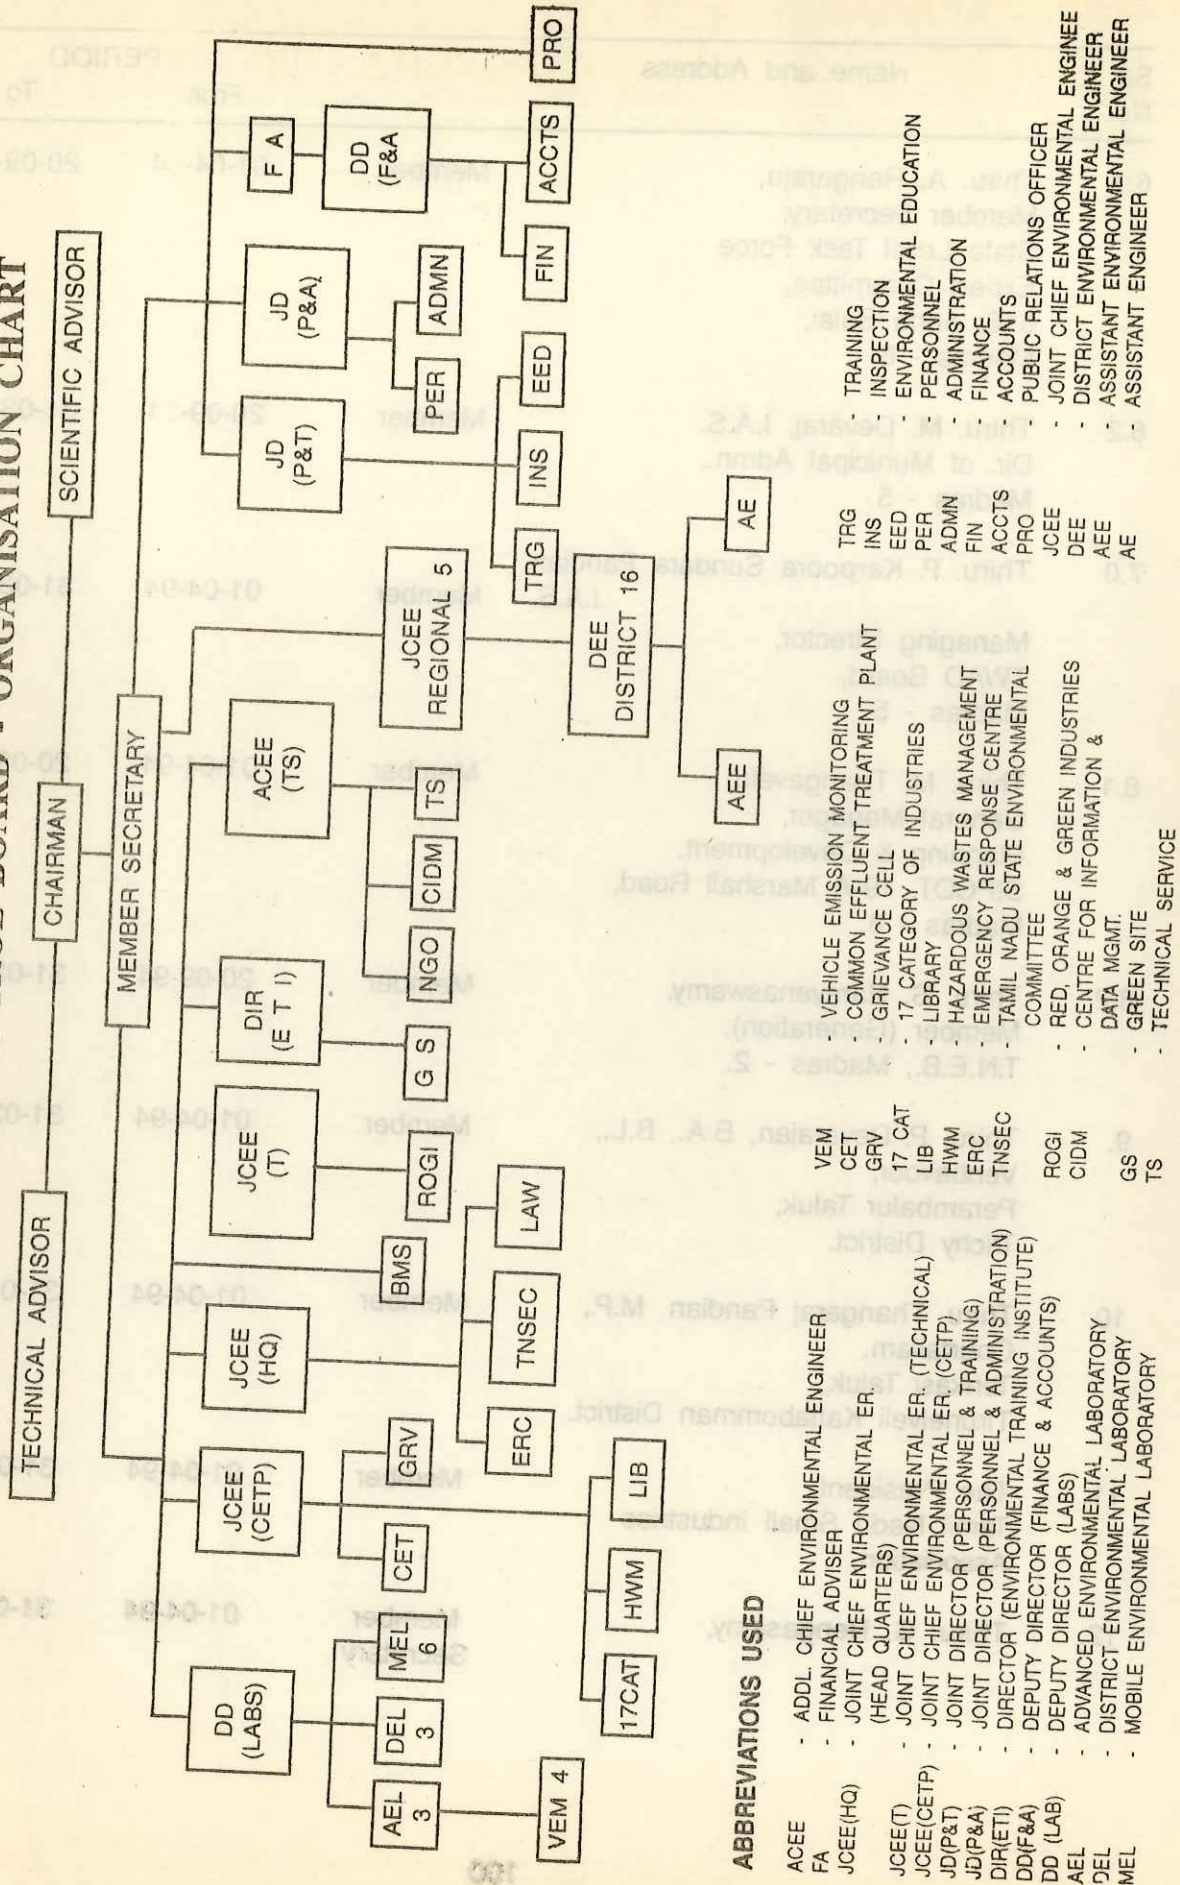 BOARD : ORGANISATION CHART
TECHNICAL ADVISOR
CHAIRMAN
SCIENTIFIC ADVISOR
MEMBER SECRETARY
DD
(LABS)
JCEE
(CETP)
JCEE
(HQ)
JCEE
(T)
DIR
(E T I)
ACEE
(TS)
JCEE
REGIONAL 5
JD
(P&T)
JD
(P&A)
F A
DD
(F&A
AEL
3
DEL
3
MEL
6
CET
GRV
BMS
ROGI
G S
INGO
CIDM
TS
PER
ADMN
VEM 4
17CAT
HWM
LIB
ERC
TNSEC
LAW
TRG
INS
EED
FIN
ACCTS
PRO
DEE
DISTRICT 16
AEE
AE
ABBREVIATIONS USED
ACEE - ADDL. CHIEF ENVIRONMENTAL ENGINEER
FA - FINANCIAL ADVISER
JCEE(HQ) - JOINT CHIEF ENVIRONMENTAL ER.
(HEAD QUARTERS)
JCEE(T) - JOINT CHIEF ENVIRONMENTAL ER. (TECHNICAL)
JCEE(CETP) - JOINT CHIEF ENVIRONMENTAL ER. (CETP)
JD(P&T) - JOINT DIRECTOR (PERSONNEL & TRAINING)
JD(P&A) - JOINT DIRECTOR (PERSONNEL & ADMINISTRATION)
DIR(ETI) - DIRECTOR (ENVIRONMENTAL TRAINING INSTITUTE)
DD(F&A) - DEPUTY DIRECTOR (FINANCE & ACCOUNTS)
DD (LAB) - DEPUTY DIRECTOR (LABS)
AEL - ADVANCED ENVIRONMENTAL LABORATORY
DEL - DISTRICT ENVIRONMENTAL LABORATORY
MEL - MOBILE ENVIRONMENTAL LABORATORY
VEM - VEHICLE EMISSION MONITORING
CET - COMMON EFFLUENT TREATMENT PLANT
GRV - GRIEVANCE CELL
17 CAT - 17 CATEGORY OF INDUSTRIES
LIB - LIBRARY
HWM - HAZARDOUS WASTES MANAGEMENT
ERC - EMERGENCY RESPONSE CENTRE
TNSEC - TAMIL NADU STATE ENVIRONMENTAL
COMMITTEE
ROGI - RED, ORANGE & GREEN INDUSTRIES
CIDM - CENTRE FOR INFORMATION &
DATA MGMT.
GS - GREEN SITE
TS - TECHNICAL SERVICE
TRG - TRAINING
INS - INSPECTION
EED - ENVIRONMENTAL EDUCATION
PER - PERSONNEL
ADMN - ADMINISTRATION
FIN - FINANCE
ACCTS - ACCOUNTS
PRO - PUBLIC RELATIONS OFFICER
JCEE - JOINT CHIEF ENVIRONMENTAL ENGINEE
DEE - DISTRICT ENVIRONMENTAL ENGINEER
AEE - ASSISTANT ENVIRONMENTAL ENGINEER
AE - ASSISTANT ENGINEER